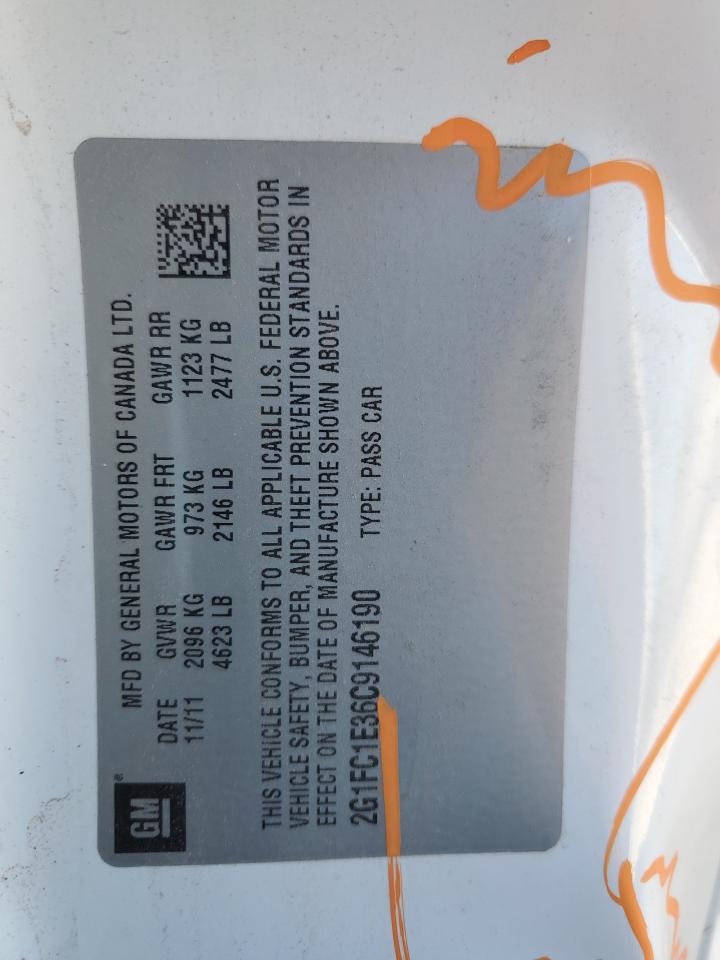 GM
MFD BY GENERAL MOTORS OF CANADA LTD.
DATE GVWR GAWR FRT GAWR RR
11/11 2096 KG 973 KG 1123 KG
4623 LB 2146 LB 2477 LB
THIS VEHICLE CONFORMS TO ALL APPLICABLE U.S. FEDERAL MOTOR
VEHICLE SAFETY, BUMPER, AND THEFT PREVENTION STANDARDS IN
EFFECT ON THE DATE OF MANUFACTURE SHOWN ABOVE.
2G1FC1E36C9146190 TYPE: PASS CAR